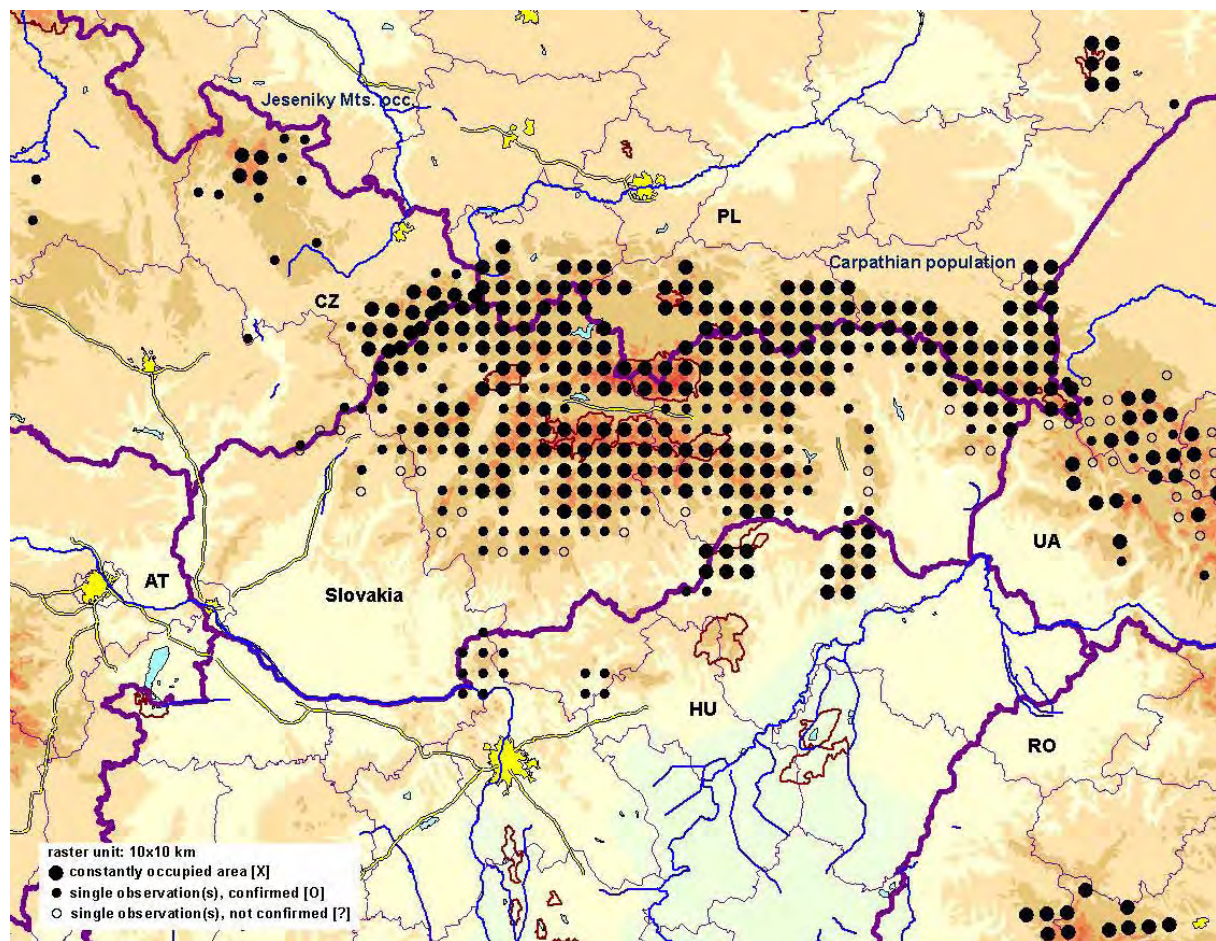 Jeseniky Mts. occ.
PL
Carpathian population
CZ
UA
AT
Slovakia
HU
RO
raster unit: 10x10 km
constantly occupied area [X]
single observation(s), confirmed [O]
single observation(s), not confirmed [?]